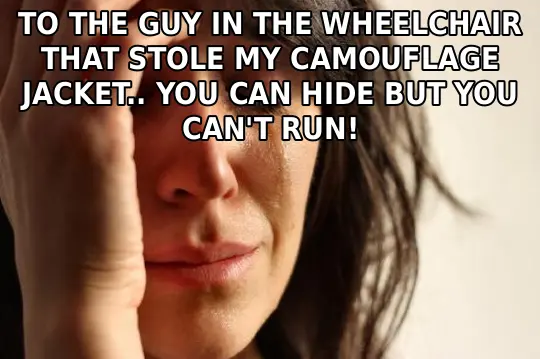 TO THE GUY IN THE WHEELCHAIR
THAT STOLE MY CAMOUFLAGE
JACKET.. YOU CAN HIDE BUT YOU
CAN'T RUN!